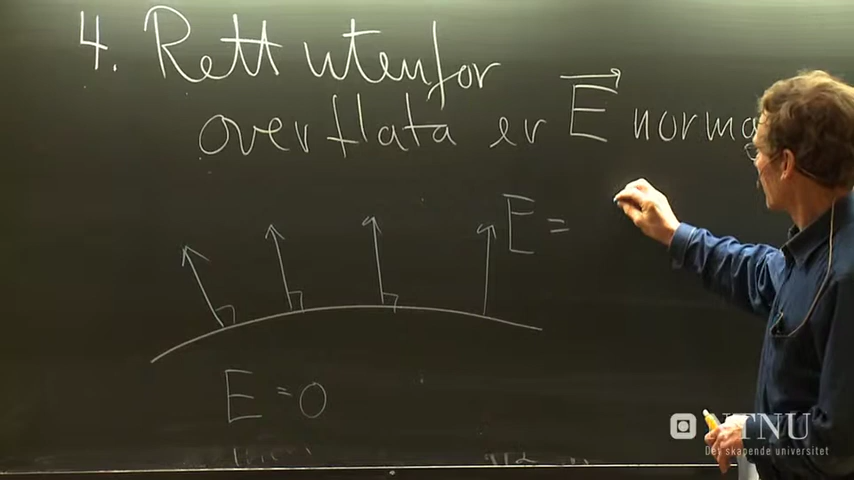 4. Rett utenfor
overflata er E⃗ norma
E =
E = 0
NTNU
Det skapende universitet